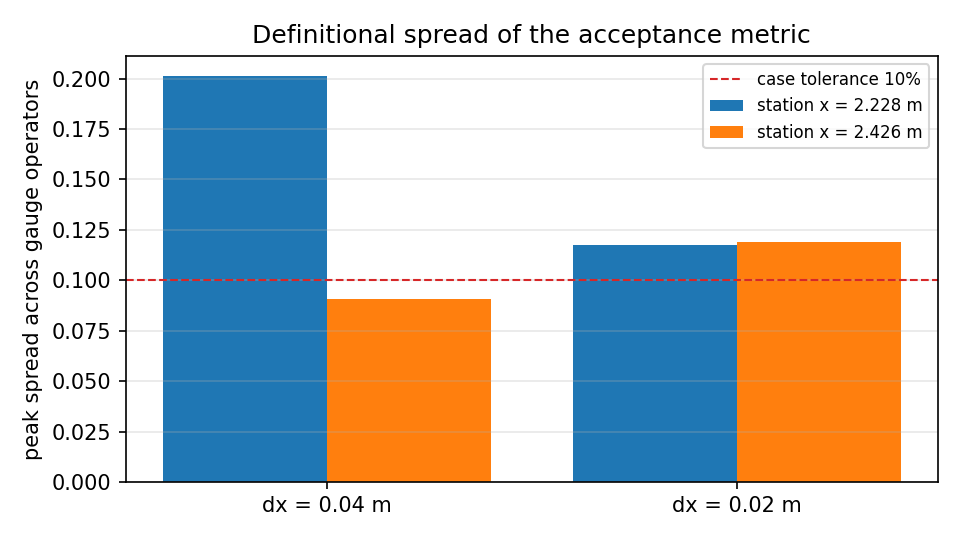 Definitional spread of the acceptance metric
peak spread across gauge operators
0.200
0.175
0.150
0.125
0.100
0.075
0.050
0.025
0.000
case tolerance 10%
station x = 2.228 m
station x = 2.426 m
dx = 0.04 m
dx = 0.02 m